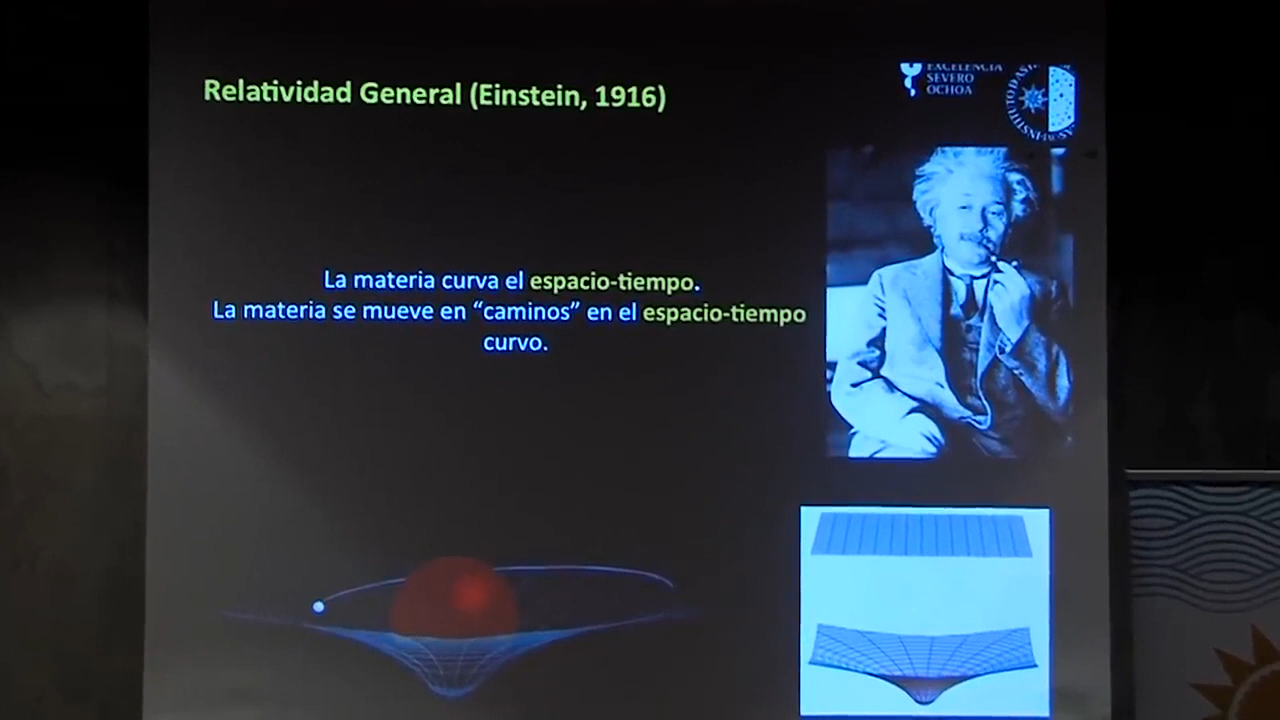 Relatividad General (Einstein, 1916)
EXCELENCIA
SEVERO
OCHOA
La materia curva el espacio-tiempo.
La materia se mueve en “caminos” en el espacio-tiempo
curvo.